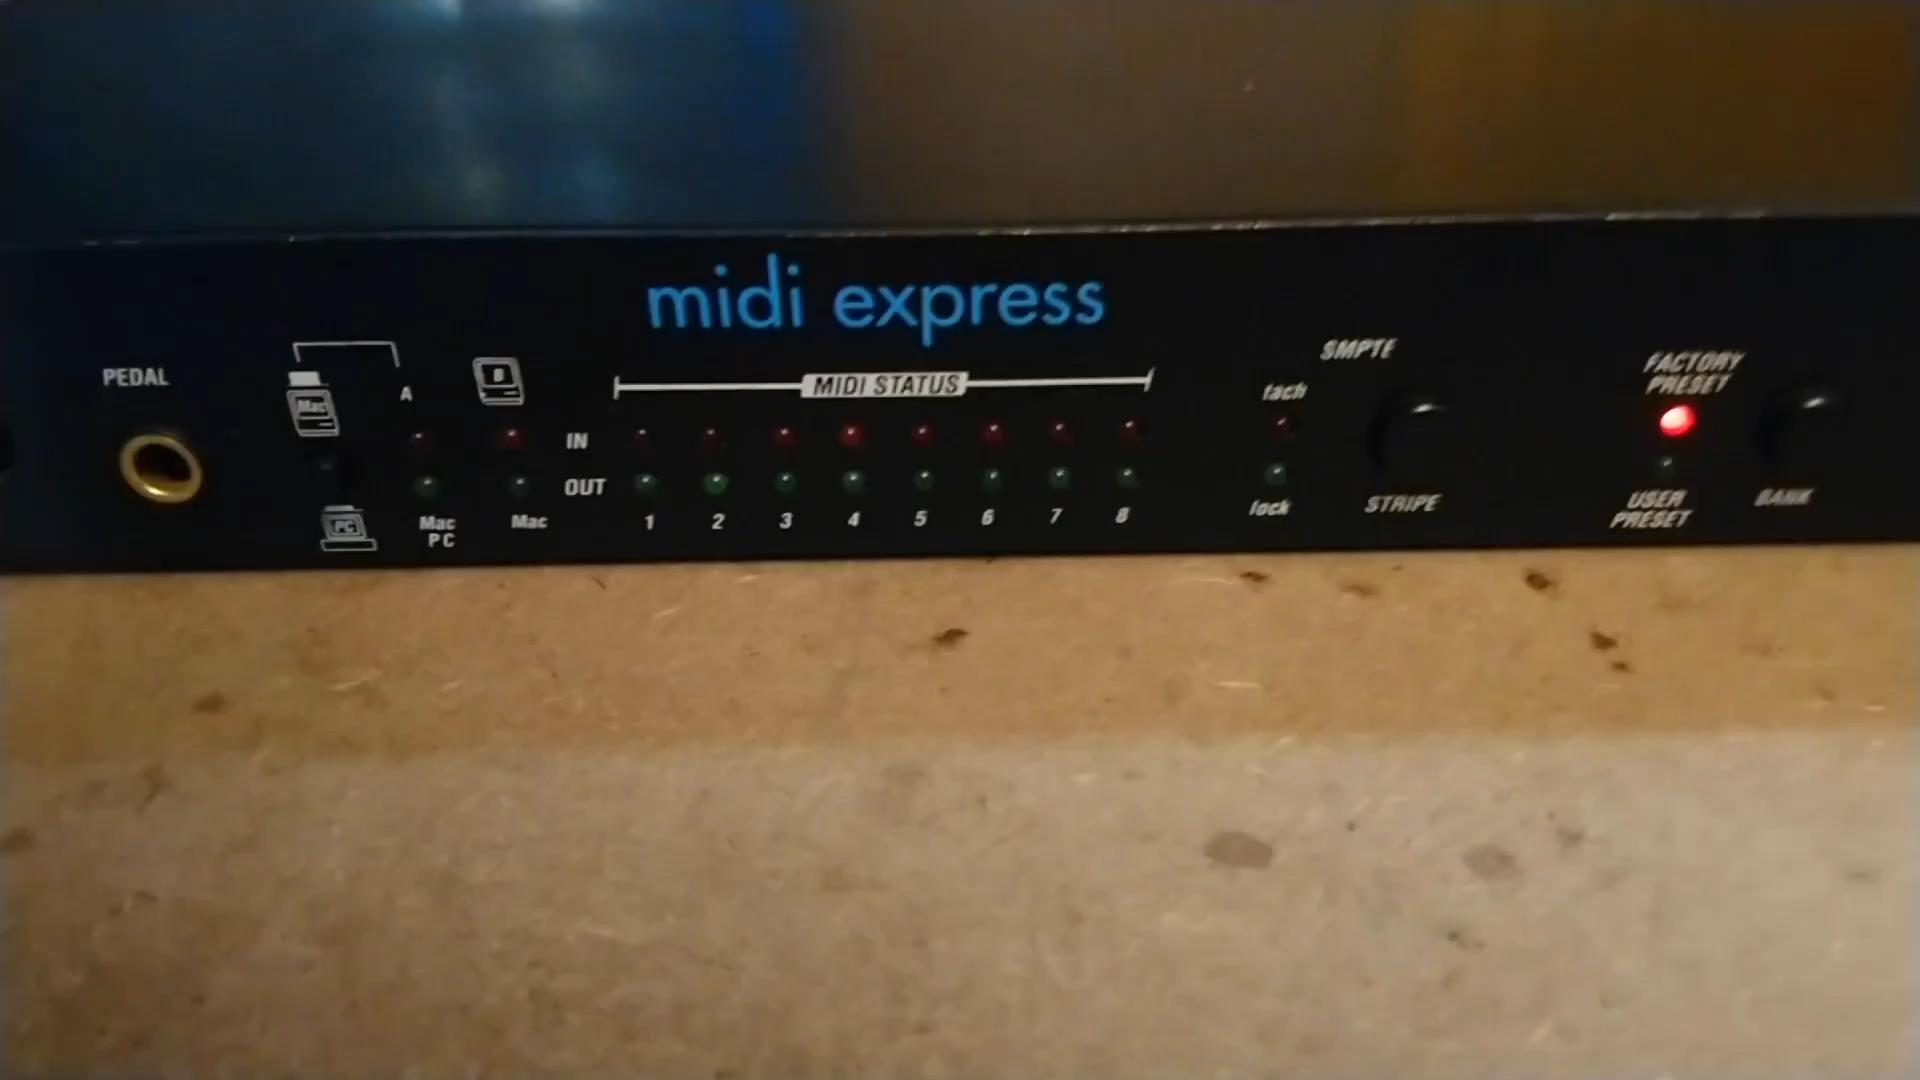 midi express
PEDAL
Mac
A
B
PC
Mac
PC
Mac
MIDI STATUS
IN
OUT
1 2 3 4 5 6 7 8
SMPTE
tach
lock
STRIPE
FACTORY
PRESET
USER
PRESET
BANK